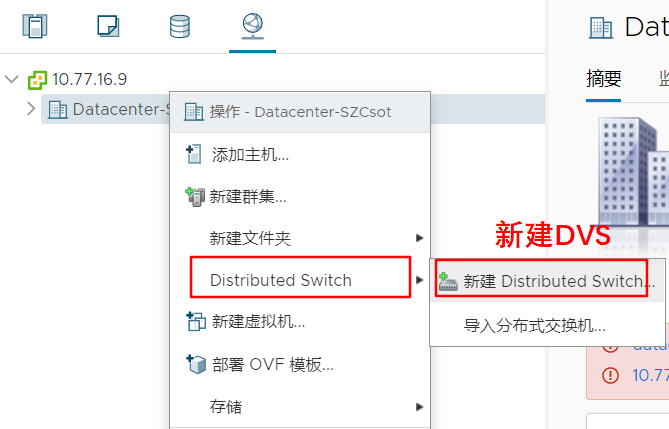 Dat
10.77.16.9
摘要
Datacenter-S
操作 - Datacenter-SZCsot
添加主机...
新建群集...
新建文件夹
新建DVS
Distributed Switch
新建 Distributed Switch...
新建虚拟机...
导入分布式交换机...
部署 OVF 模板...
10.77
存储